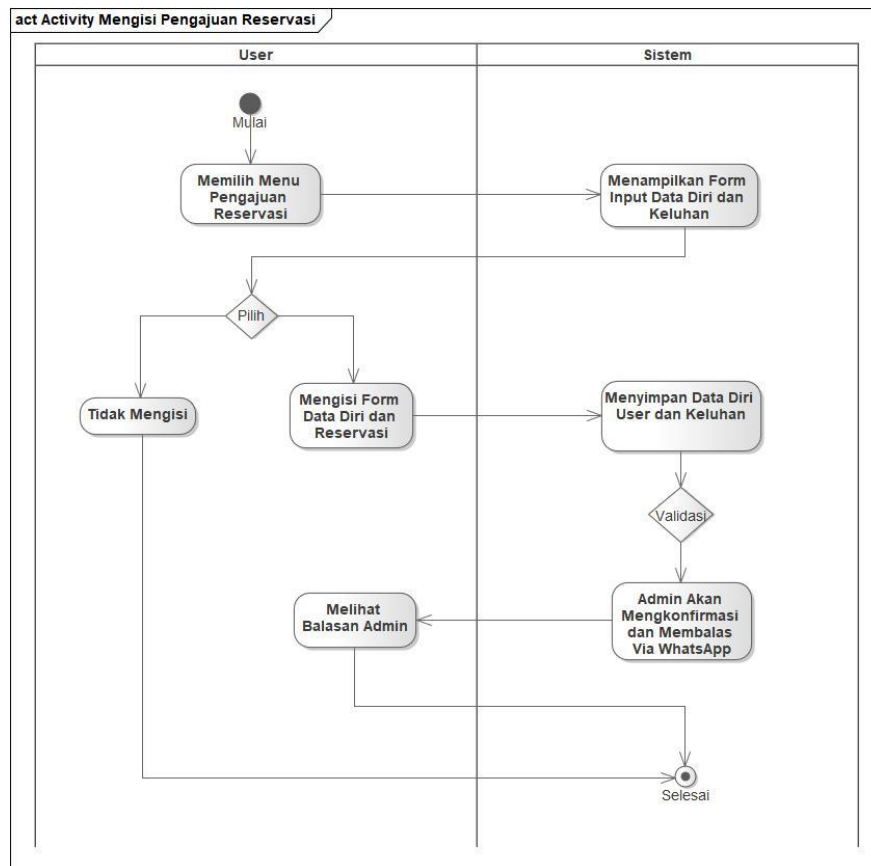 act Activity Mengisi Pengajuan Reservasi
User
Sistem
Mulai
Memilih Menu
Pengajuan
Reservasi
Menampilkan Form
Input Data Diri dan
Keluhan
Pilih
Tidak Mengisi
Mengisi Form
Data Diri dan
Reservasi
Menyimpan Data Diri
User dan Keluhan
Validasi
Melihat
Balasan Admin
Admin Akan
Mengkonfirmasi
dan Membalas
Via WhatsApp
Selesai